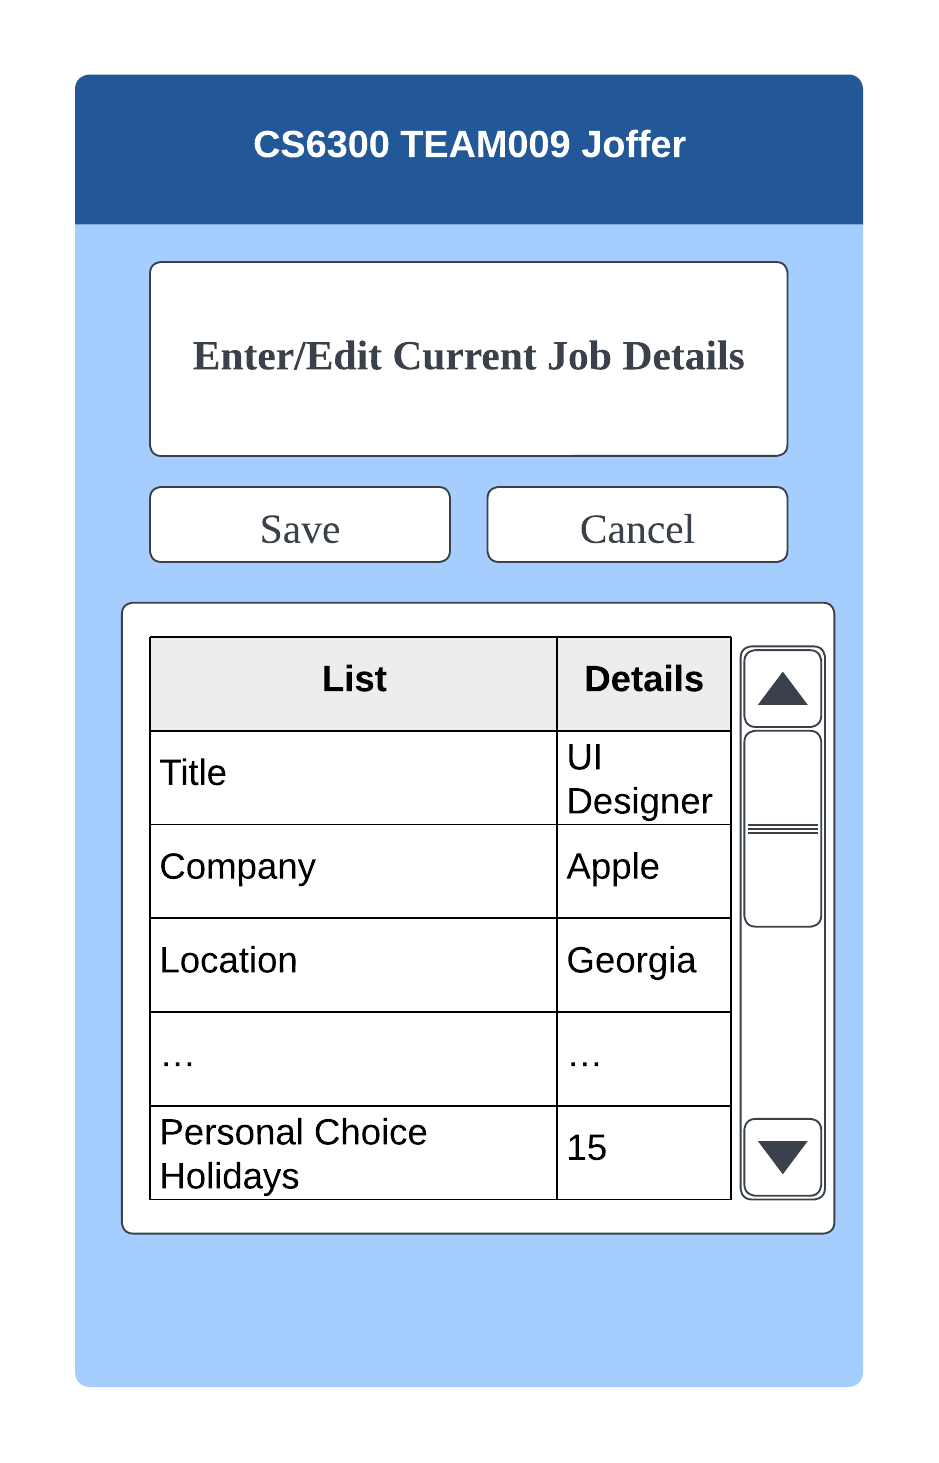 CS6300 TEAM009 Joffer
Enter/Edit Current Job Details
Save
Cancel
List
Details
Title
UI
Designer
Company
Apple
Location
Georgia
…
…
Personal Choice
Holidays
15